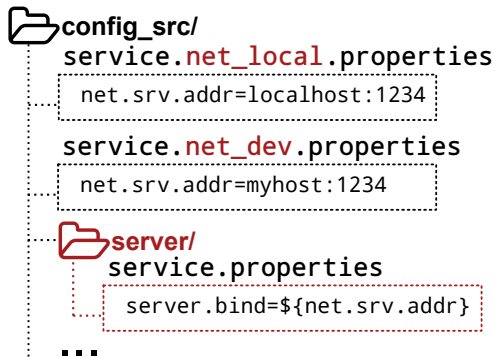 config_src/
service.net_local.properties
net.srv.addr=localhost:1234
service.net_dev.properties
net.srv.addr=myhost:1234
server/
service.properties
server.bind=${net.srv.addr}
...